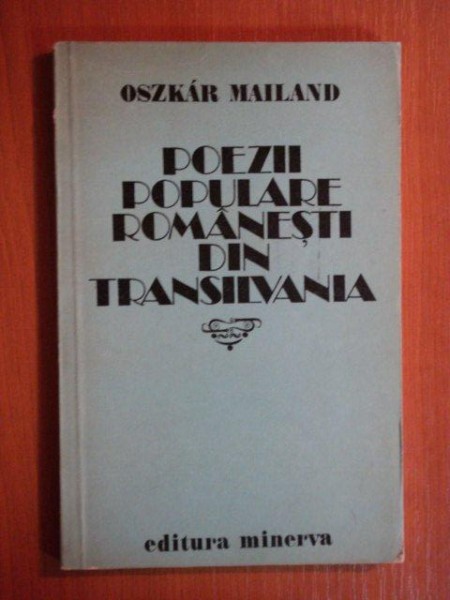 OSZKÁR MAILAND
POEZII
POPULARE
ROMÂNEȘTI
DIN
TRANSILVANIA
editura minerva